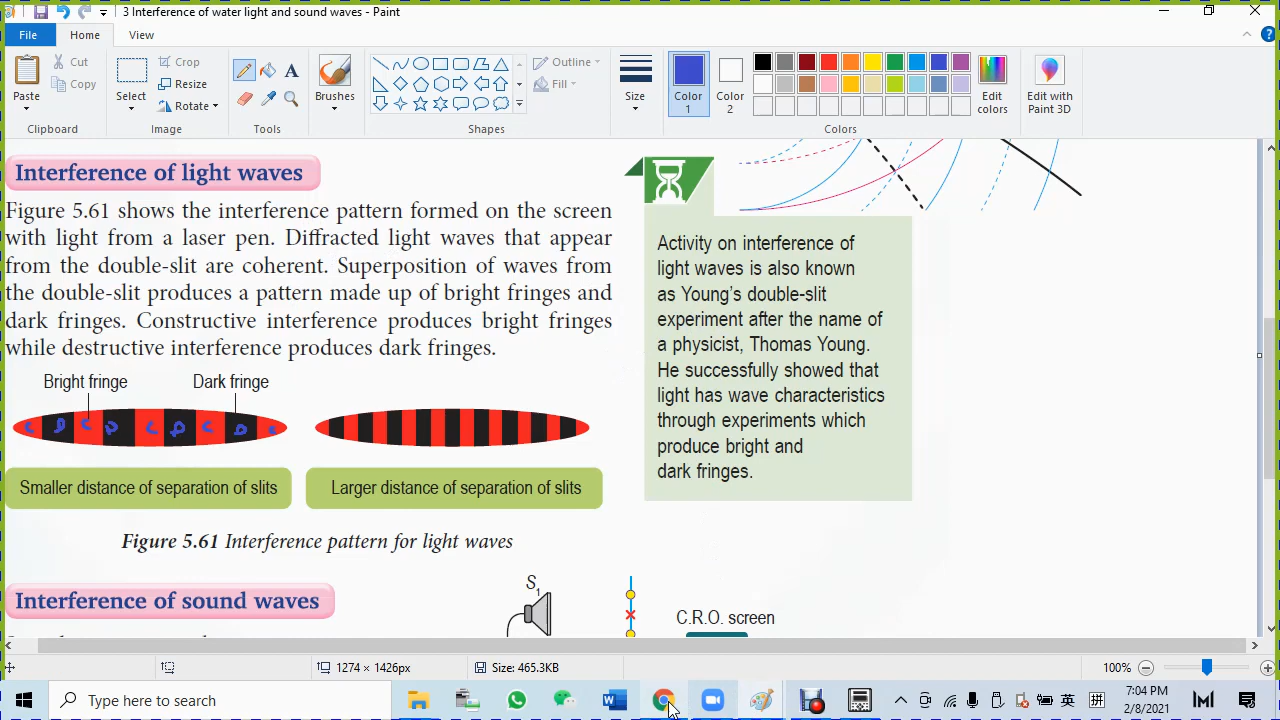 3 Interference of water light and sound waves - Paint
File
Home
View
Paste
Cut
Copy
Clipboard
Select
Crop
Resize
Rotate
Image
A
Tools
Brushes
Outline
Fill
Shapes
Size
Color 1
Color 2
Edit colors
Edit with Paint 3D
Colors
Interference of light waves
Figure 5.61 shows the interference pattern formed on the screen
with light from a laser pen. Diffracted light waves that appear
from the double-slit are coherent. Superposition of waves from
the double-slit produces a pattern made up of bright fringes and
dark fringes. Constructive interference produces bright fringes
while destructive interference produces dark fringes.
Bright fringe
Dark fringe
Smaller distance of separation of slits
Larger distance of separation of slits
Figure 5.61 Interference pattern for light waves
Activity on interference of
light waves is also known
as Young's double-slit
experiment after the name of
a physicist, Thomas Young.
He successfully showed that
light has wave characteristics
through experiments which
produce bright and
dark fringes.
Interference of sound waves
S1
C.R.O. screen
1274 × 1426px
Size: 465.3KB
100%
Type here to search
英
拼
7:04 PM
2/8/2021